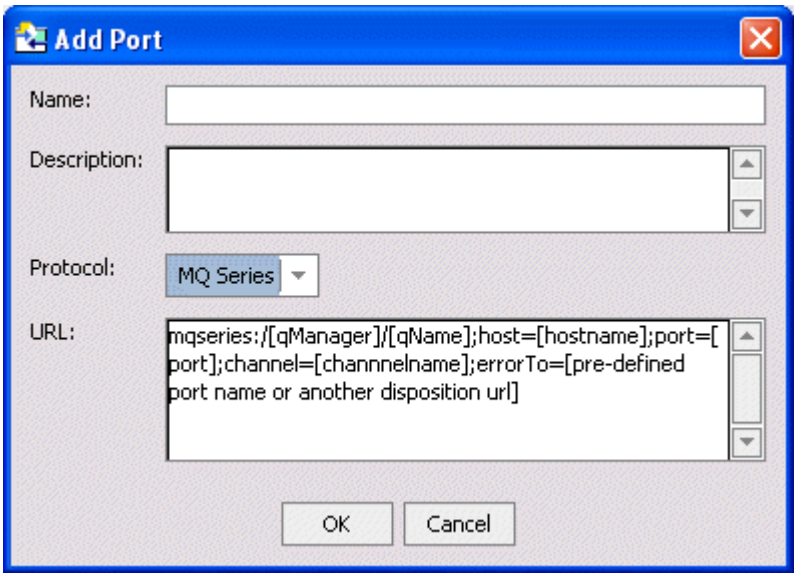 Add Port
Name:
Description:
Protocol:
MQ Series
URL:
mqseries:/[qManager]/[qName];host=[hostname];port=[
port];channel=[channnelname];errorTo=[pre-defined
port name or another disposition url]
OK
Cancel